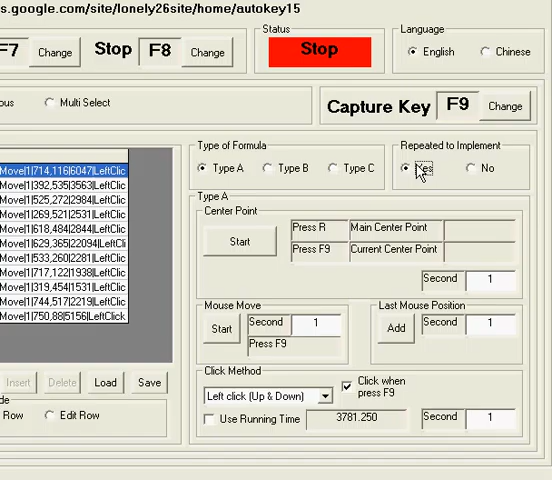 s.google.com/site/lonely26site/home/autokey15
F7 Change Stop F8 Change
Status
Stop
Language
English Chinese
ous Multi Select
Capture Key F9 Change
Move|1|714,116|6047|LeftClic
Move|1|392,535|3563|LeftClic
Move|1|525,272|2984|LeftClic
Move|1|269,521|2531|LeftClic
Move|1|618,484|2844|LeftClic
Move|1|629,365|22094|LeftCli
Move|1|533,260|2281|LeftClic
Move|1|717,122|1938|LeftClic
Move|1|319,454|1531|LeftClic
Move|1|744,517|2219|LeftClic
Move|1|750,88|5156|LeftClick
Insert Delete Load Save
de
Row Edit Row
Type of Formula
Type A Type B Type C
Repeated to Implement
Yes No
Type A
Center Point
Start
Press R Main Center Point
Press F9 Current Center Point
Second 1
Mouse Move
Start
Second 1
Press F9
Last Mouse Position
Add
Second 1
Click Method
Left click (Up & Down)
Click when
press F9
Use Running Time 3781.250
Second 1